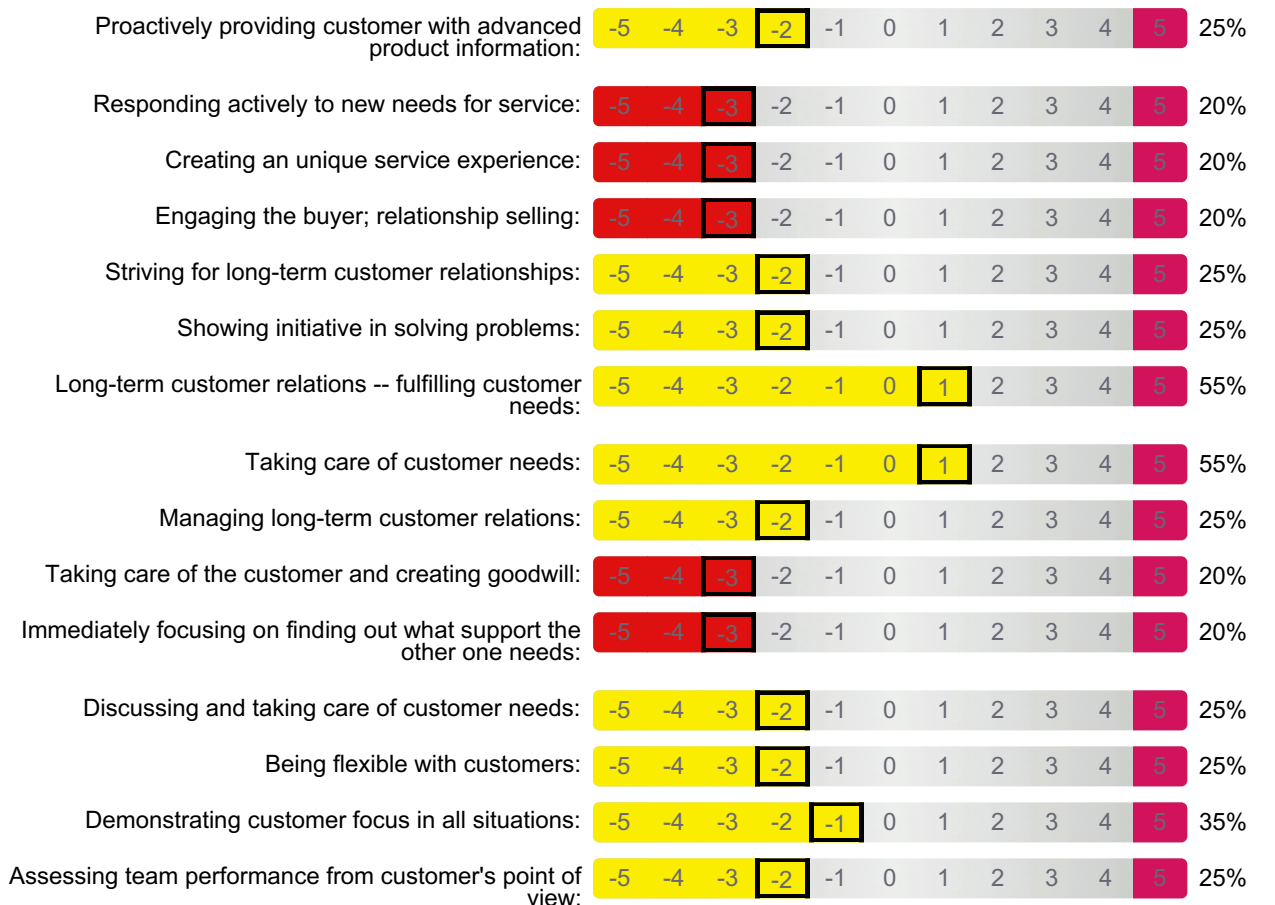 Proactively providing customer with advanced
product information:
-5 -4 -3 -2 -1 0 1 2 3 4 5 25%
Responding actively to new needs for service:
-5 -4 -3 -2 -1 0 1 2 3 4 5 20%
Creating an unique service experience:
-5 -4 -3 -2 -1 0 1 2 3 4 5 20%
Engaging the buyer; relationship selling:
-5 -4 -3 -2 -1 0 1 2 3 4 5 20%
Striving for long-term customer relationships:
-5 -4 -3 -2 -1 0 1 2 3 4 5 25%
Showing initiative in solving problems:
-5 -4 -3 -2 -1 0 1 2 3 4 5 25%
Long-term customer relations -- fulfilling customer
needs:
-5 -4 -3 -2 -1 0 1 2 3 4 5 55%
Taking care of customer needs:
-5 -4 -3 -2 -1 0 1 2 3 4 5 55%
Managing long-term customer relations:
-5 -4 -3 -2 -1 0 1 2 3 4 5 25%
Taking care of the customer and creating goodwill:
-5 -4 -3 -2 -1 0 1 2 3 4 5 20%
Immediately focusing on finding out what support the
other one needs:
-5 -4 -3 -2 -1 0 1 2 3 4 5 20%
Discussing and taking care of customer needs:
-5 -4 -3 -2 -1 0 1 2 3 4 5 25%
Being flexible with customers:
-5 -4 -3 -2 -1 0 1 2 3 4 5 25%
Demonstrating customer focus in all situations:
-5 -4 -3 -2 -1 0 1 2 3 4 5 35%
Assessing team performance from customer's point of
view:
-5 -4 -3 -2 -1 0 1 2 3 4 5 25%